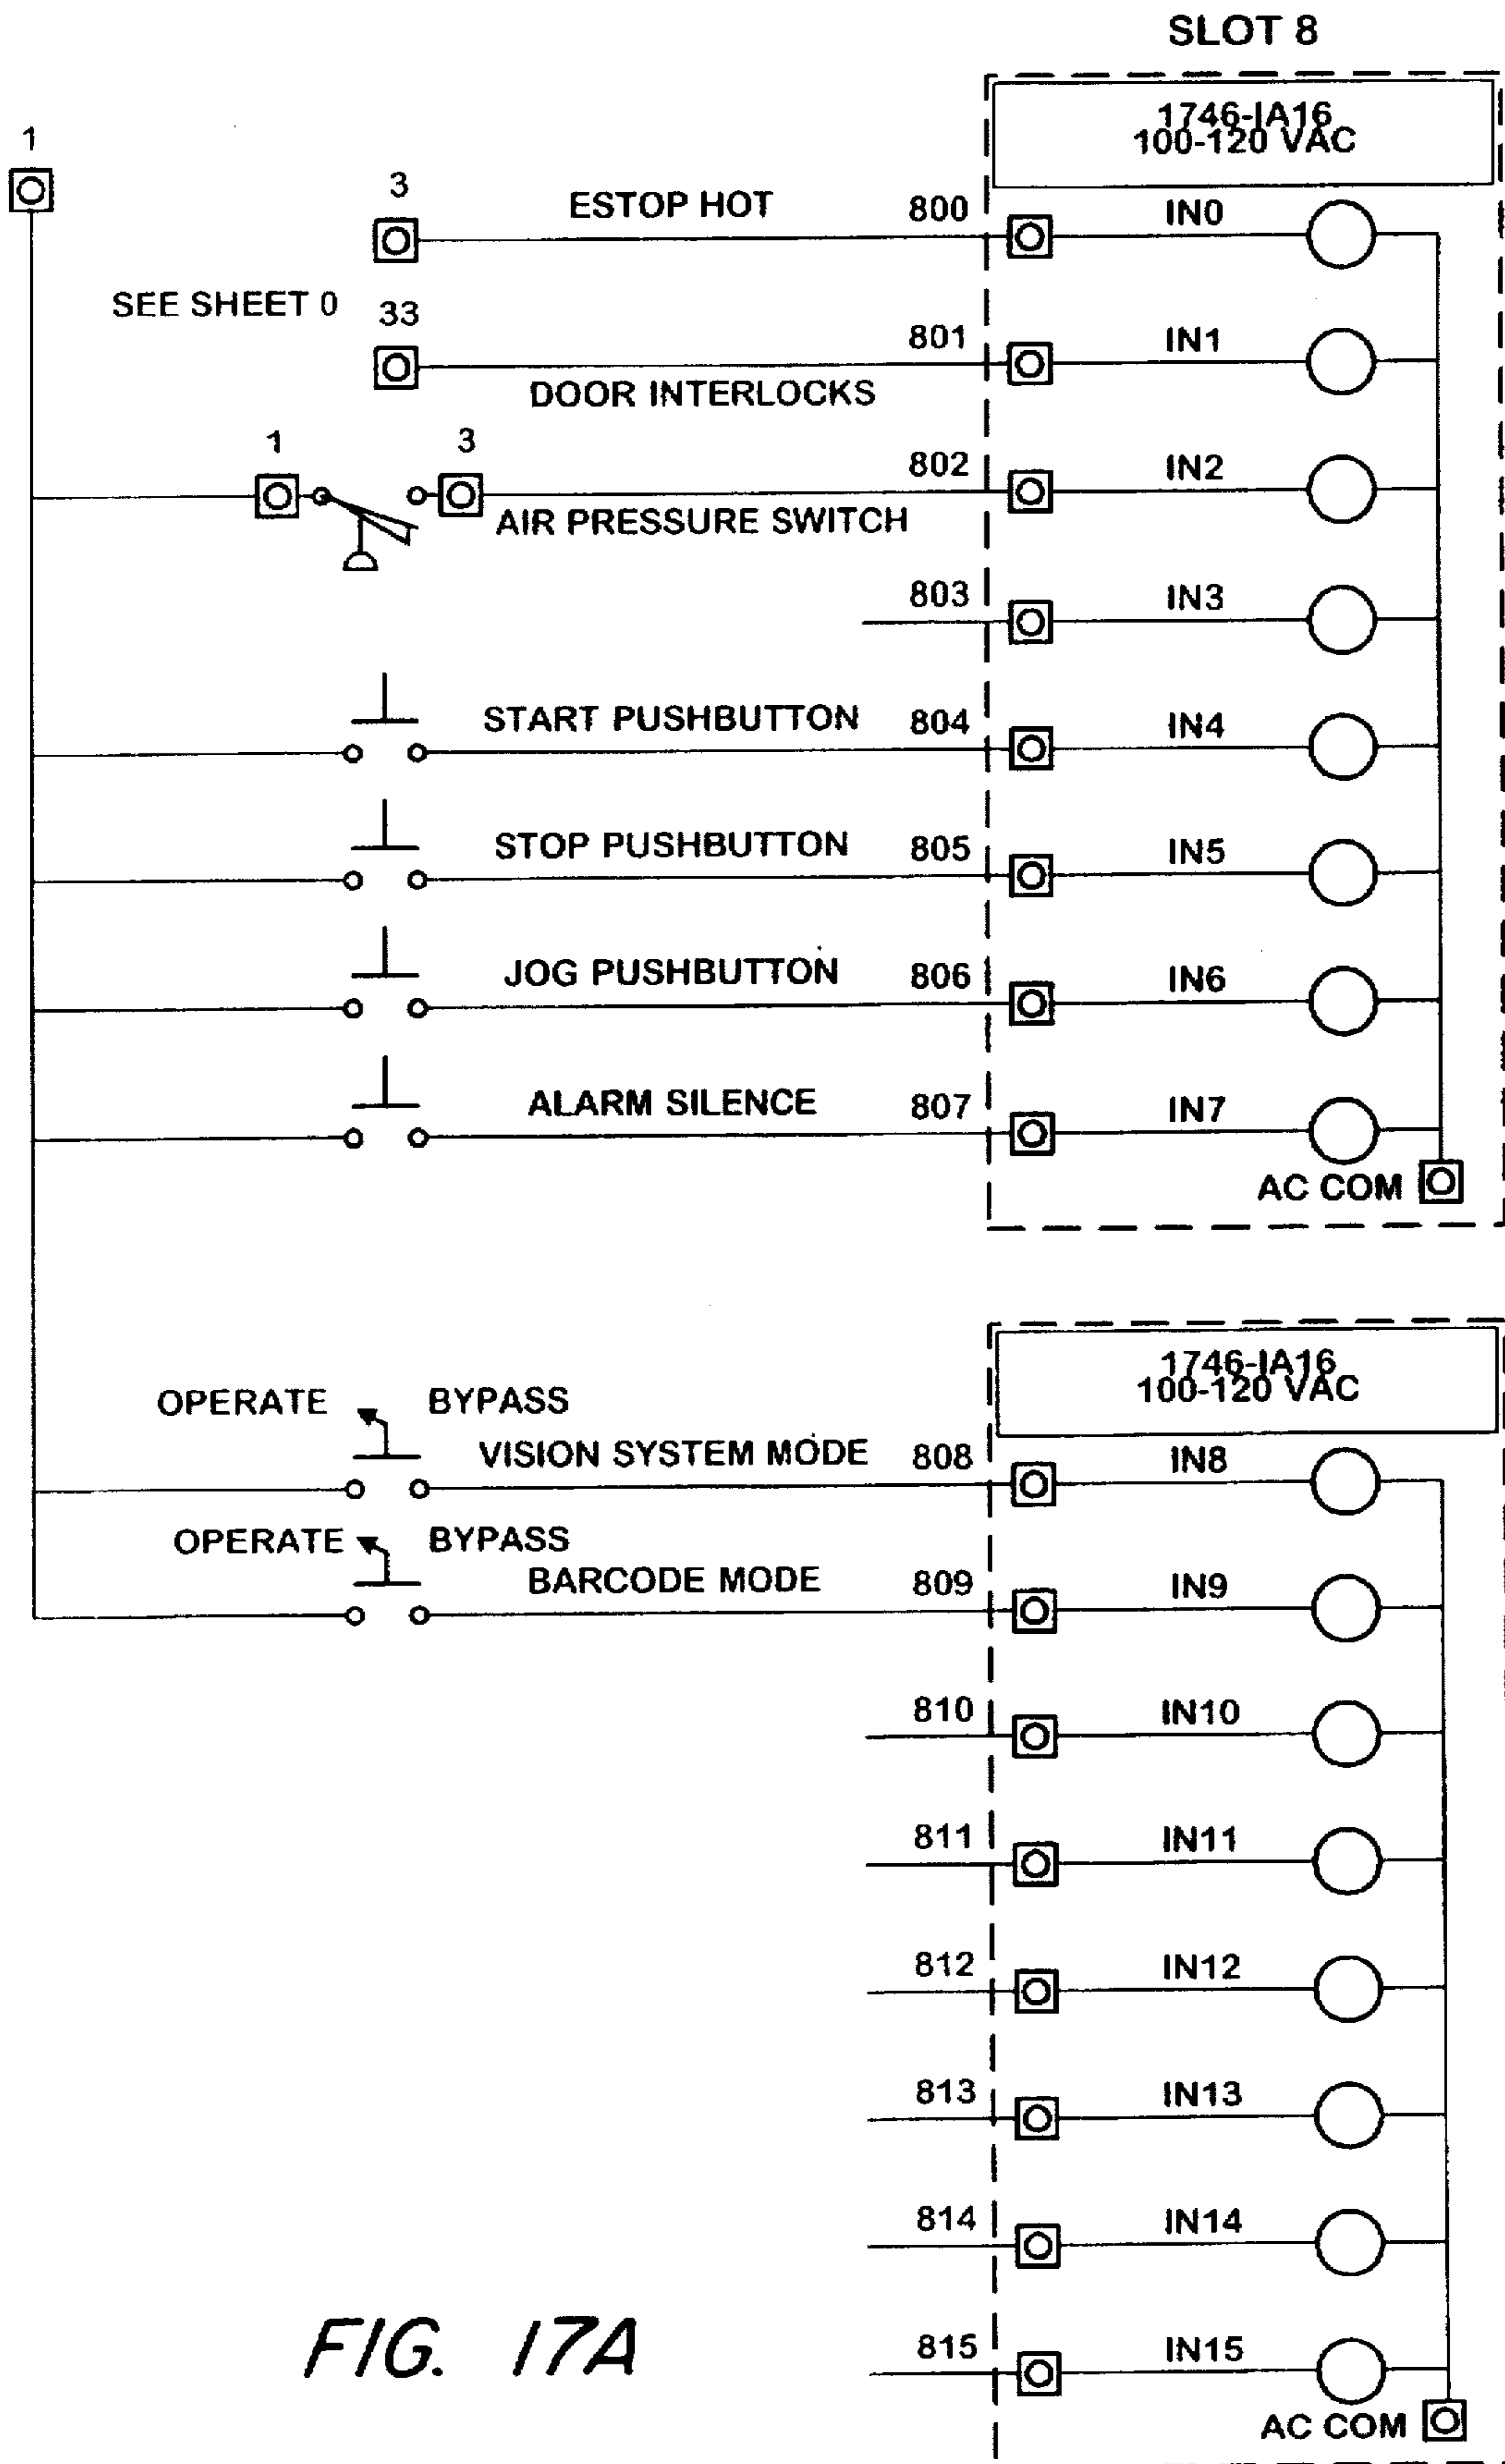 SLOT 8
1746-IA16
100-120 VAC
1
3
ESTOP HOT
800
IN0
SEE SHEET 0
33
801
IN1
DOOR INTERLOCKS
1
3
802
IN2
AIR PRESSURE SWITCH
803
IN3
START PUSHBUTTON
804
IN4
STOP PUSHBUTTON
805
IN5
JOG PUSHBUTTON
806
IN6
ALARM SILENCE
807
IN7
AC COM
1746-IA16
100-120 VAC
OPERATE
BYPASS
VISION SYSTEM MODE
808
IN8
OPERATE
BYPASS
BARCODE MODE
809
IN9
810
IN10
811
IN11
812
IN12
813
IN13
814
IN14
815
IN15
AC COM
FIG. 17A